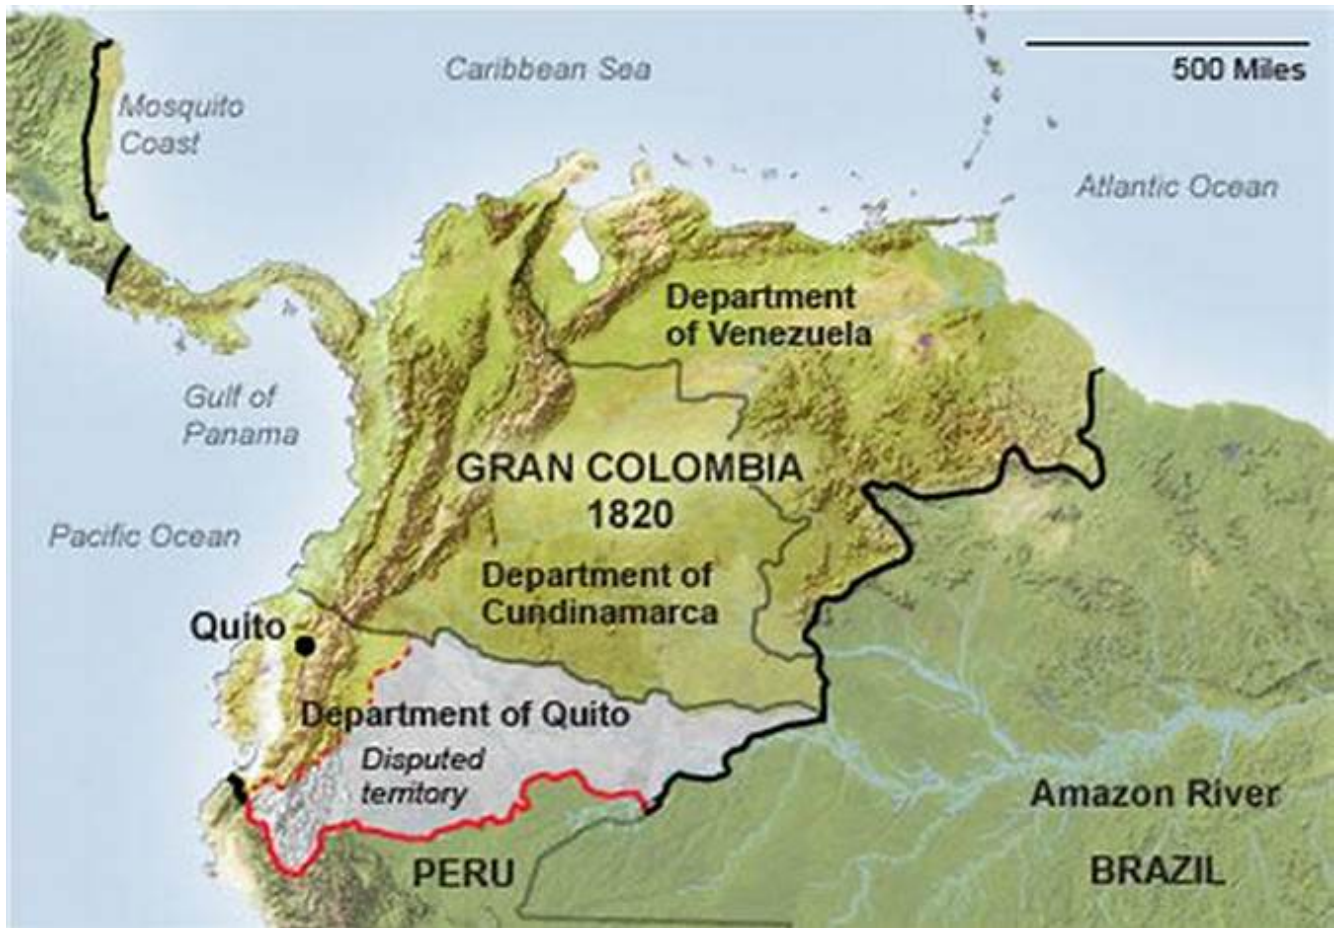 Caribbean Sea
500 Miles
Mosquito
Coast
Atlantic Ocean
Department
of Venezuela
Gulf of
Panama
GRAN COLOMBIA
1820
Pacific Ocean
Department of
Cundinamarca
Quito
Department of Quito
Disputed
territory
Amazon River
PERU
BRAZIL